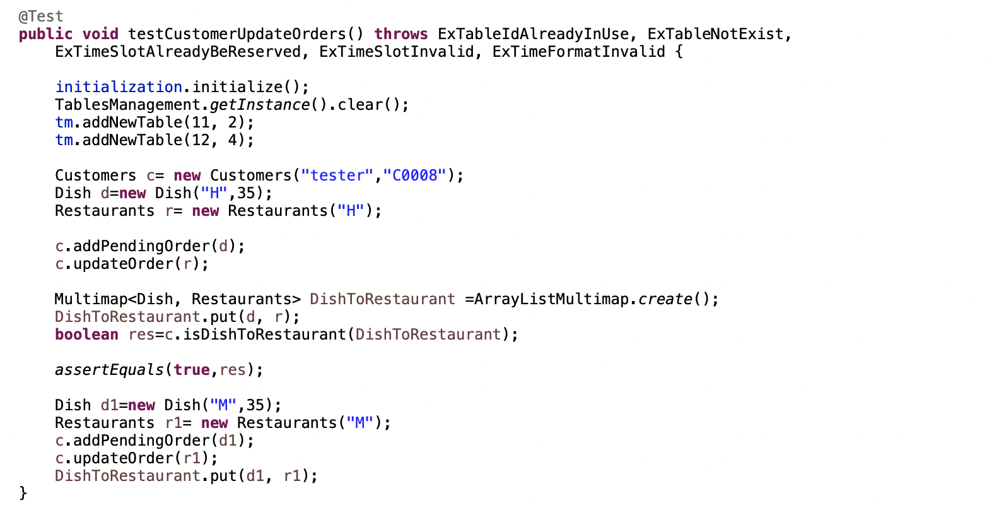 @Test
public void testCustomerUpdateOrders() throws ExTableIdAlreadyInUse, ExTableNotExist,
    ExTimeSlotAlreadyBeReserved, ExTimeSlotInvalid, ExTimeFormatInvalid {

    initialization.initialize();
    TablesManagement.getInstance().clear();
    tm.addNewTable(11, 2);
    tm.addNewTable(12, 4);

    Customers c= new Customers("tester","C0008");
    Dish d=new Dish("H",35);
    Restaurants r= new Restaurants("H");

    c.addPendingOrder(d);
    c.updateOrder(r);

    Multimap<Dish, Restaurants> DishToRestaurant =ArrayListMultimap.create();
    DishToRestaurant.put(d, r);
    boolean res=c.isDishToRestaurant(DishToRestaurant);

    assertEquals(true,res);

    Dish d1=new Dish("M",35);
    Restaurants r1= new Restaurants("M");
    c.addPendingOrder(d1);
    c.updateOrder(r1);
    DishToRestaurant.put(d1, r1);
}